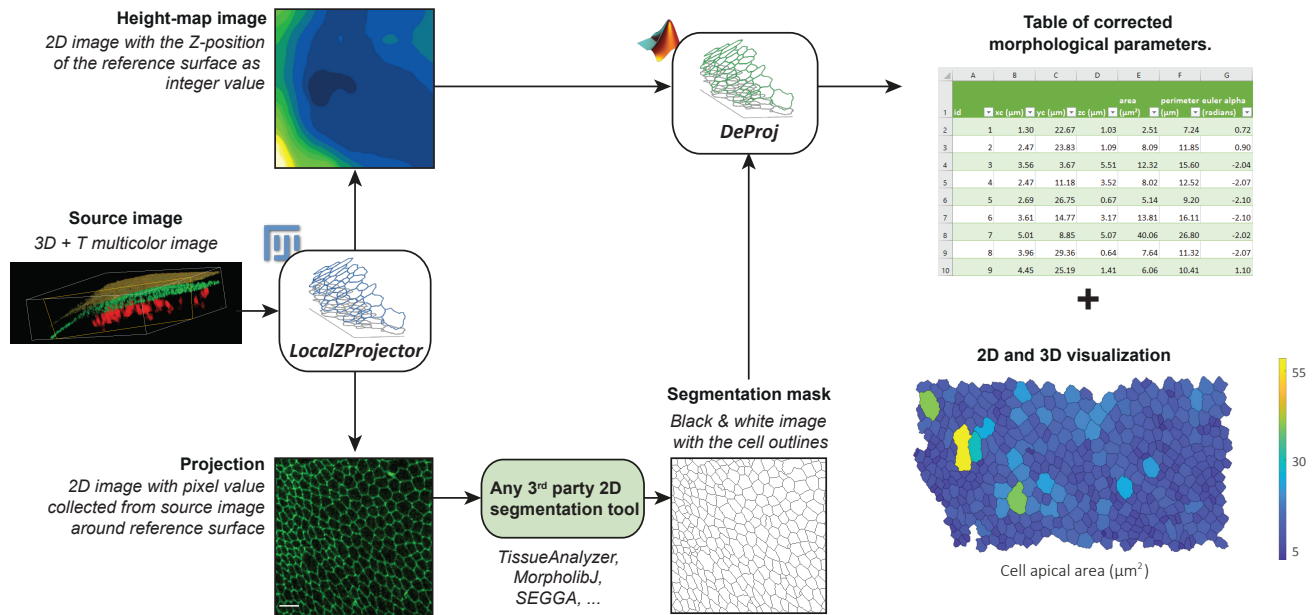 Height-map image
2D image with the Z-position
of the reference surface as
integer value
DeProj
Table of corrected
morphological parameters.
A B C D E F G
area perimeter euler alpha
1 id xc (µm) yc (µm) zc (µm) (µm²) (µm) (radians)
2 1 1.30 22.67 1.03 2.51 7.24 0.72
3 2 2.47 23.83 1.09 8.09 11.85 0.90
4 3 3.56 3.67 5.51 12.32 15.60 -2.04
5 4 2.47 11.18 3.52 8.02 12.52 -2.07
6 5 2.69 26.75 0.67 5.14 9.20 -2.10
7 6 3.61 14.77 3.17 13.81 16.11 -2.10
8 7 5.01 8.85 5.07 40.06 26.80 -2.02
9 8 3.96 29.36 0.64 7.64 11.32 -2.07
10 9 4.45 25.19 1.41 6.06 10.41 1.10
+
Source image
3D + T multicolor image
LocalZProjector
Projection
2D image with pixel value
collected from source image
around reference surface
Any 3rd party 2D
segmentation tool
TissueAnalyzer,
MorpholibJ,
SEGGA, ...
Segmentation mask
Black & white image
with the cell outlines
2D and 3D visualization
55
30
5
Cell apical area (µm²)